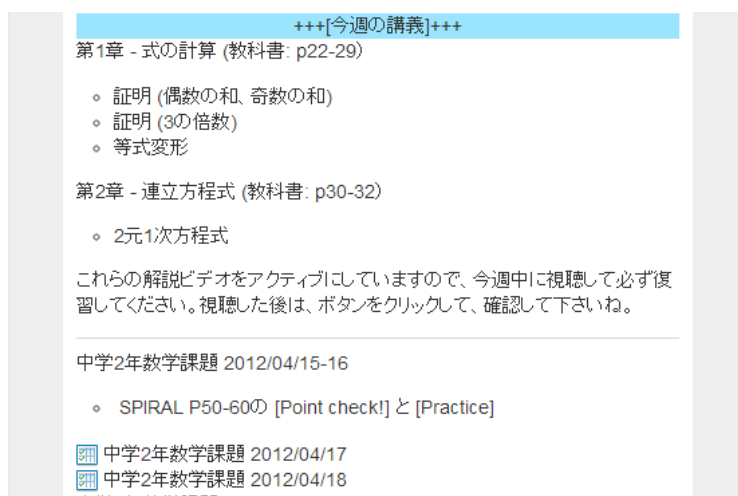 +++[今週の講義]+++
第1章 - 式の計算 (教科書: p22-29)
証明 (偶数の和、奇数の和)
証明 (3の倍数)
等式変形
第2章 - 連立方程式 (教科書: p30-32)
2元1次方程式
これらの解説ビデオをアクティブにしていますので、今週中に視聴して必ず復
習してください。視聴した後は、ボタンをクリックして、確認して下さいね。
中学2年数学課題 2012/04/15-16
SPIRAL P50-60の [Point check!] と [Practice]
中学2年数学課題 2012/04/17
中学2年数学課題 2012/04/18